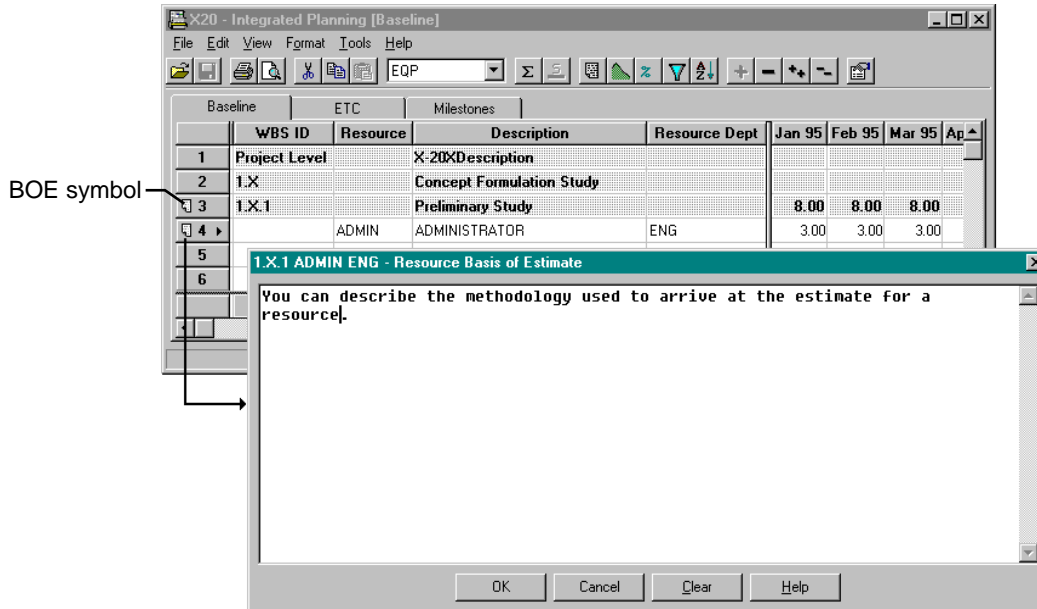 X20 - Integrated Planning [Baseline]
File Edit View Format Tools Help
EQP Σ % A Z
Baseline ETC Milestones
WBS ID Resource Description Resource Dept Jan 95 Feb 95 Mar 95 Ap
1 Project Level X-20XDescription
2 1.X Concept Formulation Study
BOE symbol
3 1.X.1 Preliminary Study 8.00 8.00 8.00
4 ADMIN ADMINISTRATOR ENG 3.00 3.00 3.00
5
6
1.X.1 ADMIN ENG - Resource Basis of Estimate
You can describe the methodology used to arrive at the estimate for a
resource.
OK Cancel Clear Help